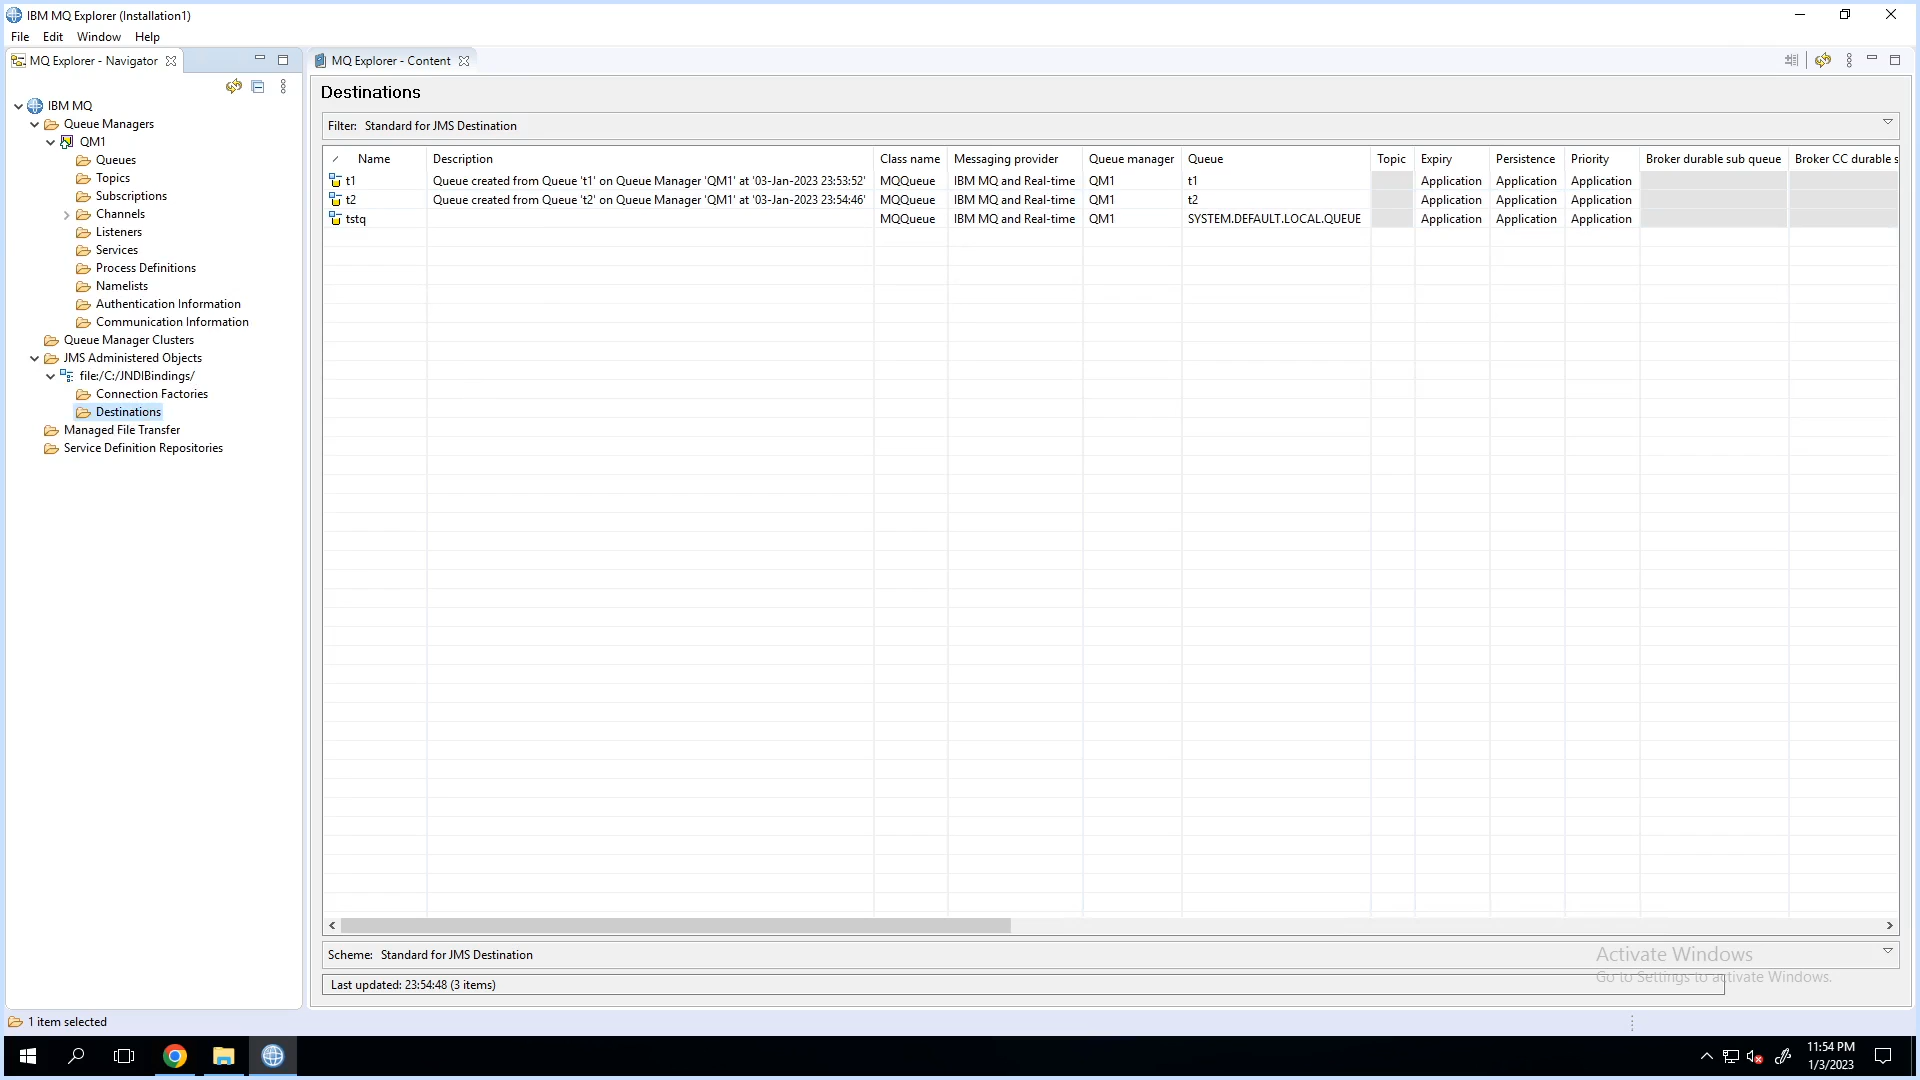 IBM MQ Explorer (Installation1)
File Edit Window Help
MQ Explorer - Navigator
IBM MQ
Queue Managers
QM1
Queues
Topics
Subscriptions
Channels
Listeners
Services
Process Definitions
Namelists
Authentication Information
Communication Information
Queue Manager Clusters
JMS Administered Objects
file:/C:/JNDIBindings/
Connection Factories
Destinations
Managed File Transfer
Service Definition Repositories
MQ Explorer - Content
Destinations
Filter: Standard for JMS Destination
Name Description Class name Messaging provider Queue manager Queue Topic Expiry Persistence Priority Broker durable sub queue Broker CC durable s
t1 Queue created from Queue 't1' on Queue Manager 'QM1' at '03-Jan-2023 23:53:52' MQQueue IBM MQ and Real-time QM1 t1 Application Application Application
t2 Queue created from Queue 't2' on Queue Manager 'QM1' at '03-Jan-2023 23:54:46' MQQueue IBM MQ and Real-time QM1 t2 Application Application Application
tstq MQQueue IBM MQ and Real-time QM1 SYSTEM.DEFAULT.LOCAL.QUEUE Application Application Application
Scheme: Standard for JMS Destination
Last updated: 23:54:48 (3 items)
Activate Windows
Go to Settings to activate Windows.
1 item selected
11:54 PM
1/3/2023